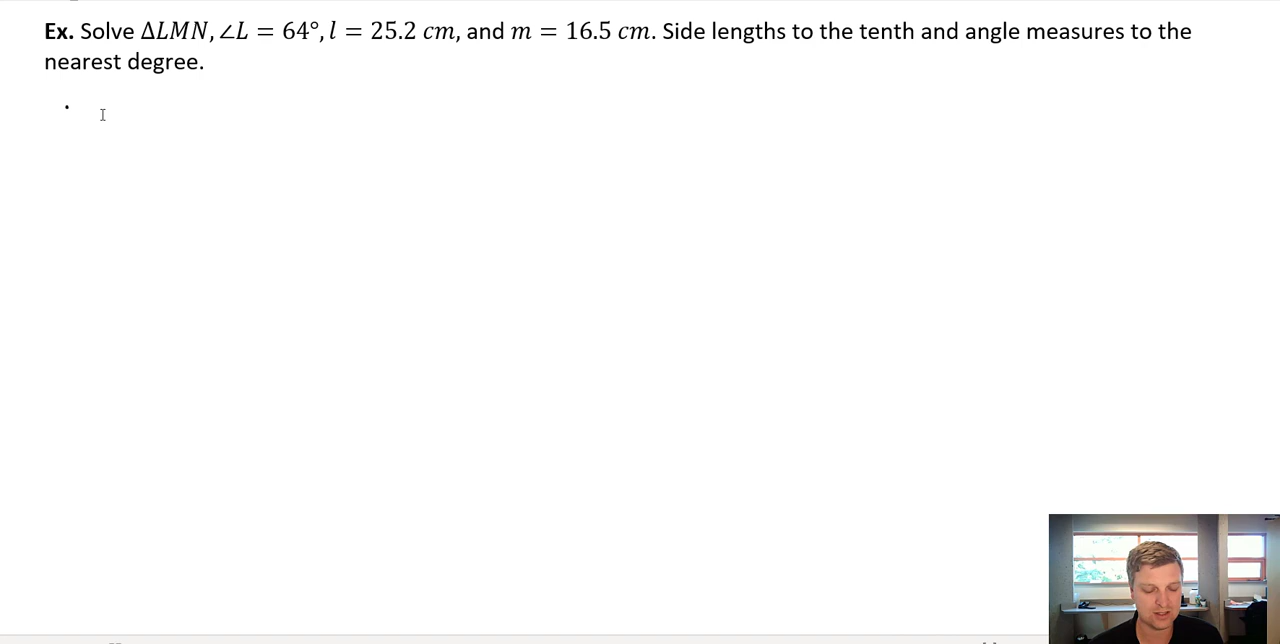 Ex. Solve ΔLMN, ∠L = 64°, l = 25.2 cm, and m = 16.5 cm. Side lengths to the tenth and angle measures to the
nearest degree.